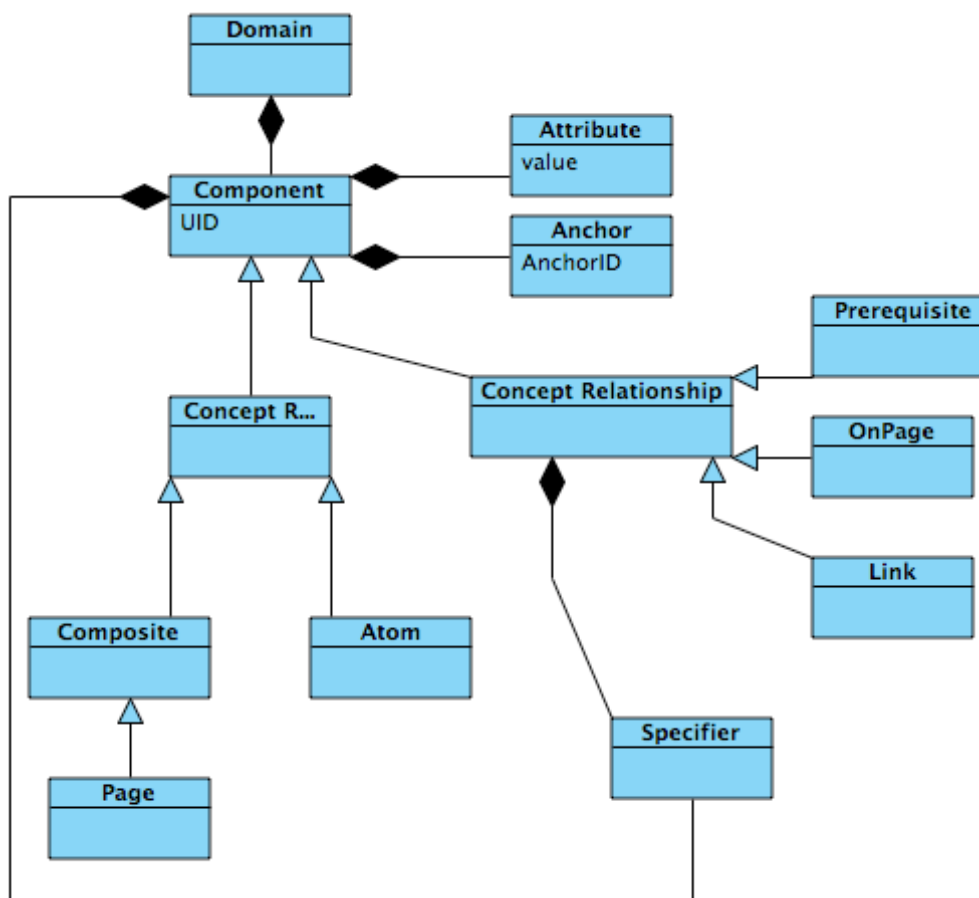 Domain
Attribute
value
Component
UID
Anchor
AnchorID
Prerequisite
Concept Relationship
Concept R...
OnPage
Link
Composite
Atom
Specifier
Page